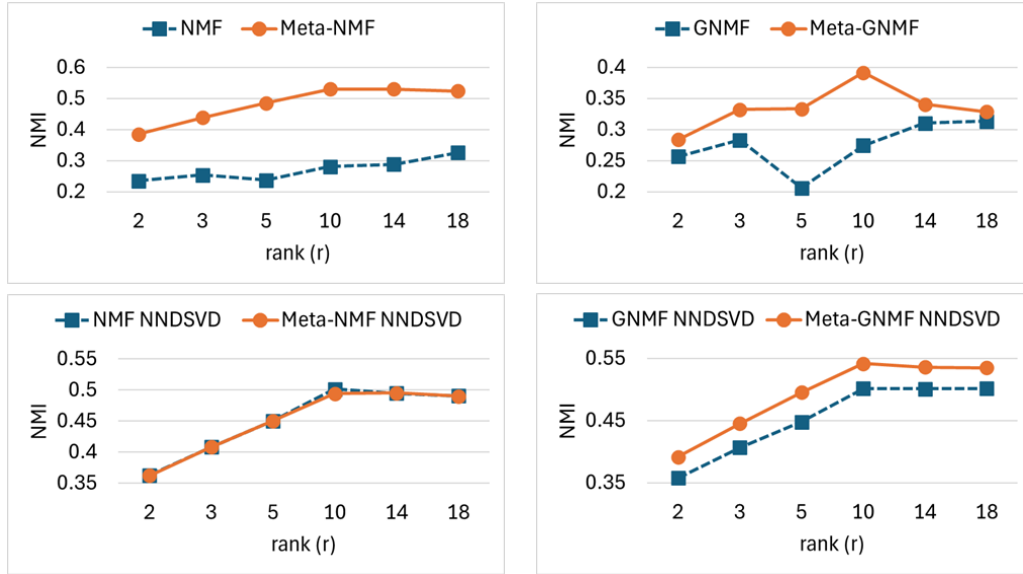 NMF Meta-NMF
0.6
0.5
0.4
0.3
0.2
NMI
2 3 5 10 14 18
rank (r)
GNMF Meta-GNMF
0.4
0.35
0.3
0.25
0.2
NMI
2 3 5 10 14 18
rank (r)
NMF NNDSVD Meta-NMF NNDSVD
0.55
0.5
0.45
0.4
0.35
NMI
2 3 5 10 14 18
rank (r)
GNMF NNDSVD Meta-GNMF NNDSVD
0.55
0.45
0.35
NMI
2 3 5 10 14 18
rank (r)